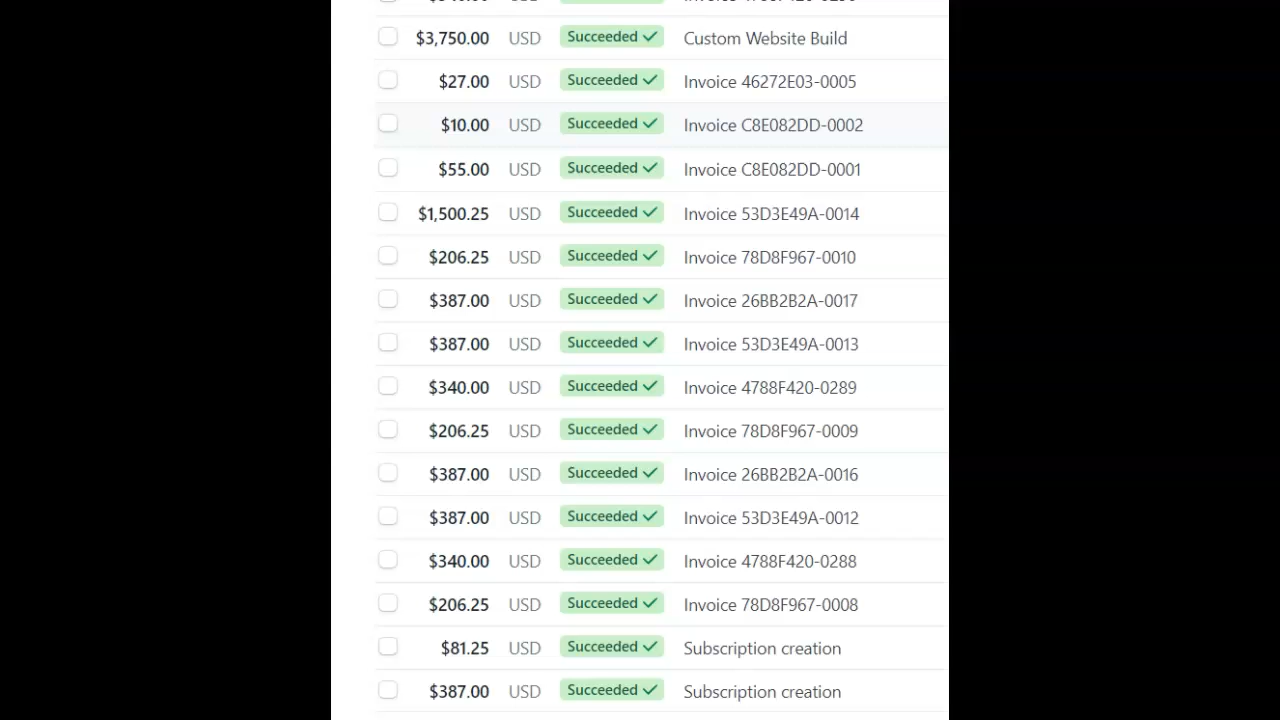 $3,750.00 USD Succeeded Custom Website Build
$27.00 USD Succeeded Invoice 46272E03-0005
$10.00 USD Succeeded Invoice C8E082DD-0002
$55.00 USD Succeeded Invoice C8E082DD-0001
$1,500.25 USD Succeeded Invoice 53D3E49A-0014
$206.25 USD Succeeded Invoice 78D8F967-0010
$387.00 USD Succeeded Invoice 26BB2B2A-0017
$387.00 USD Succeeded Invoice 53D3E49A-0013
$340.00 USD Succeeded Invoice 4788F420-0289
$206.25 USD Succeeded Invoice 78D8F967-0009
$387.00 USD Succeeded Invoice 26BB2B2A-0016
$387.00 USD Succeeded Invoice 53D3E49A-0012
$340.00 USD Succeeded Invoice 4788F420-0288
$206.25 USD Succeeded Invoice 78D8F967-0008
$81.25 USD Succeeded Subscription creation
$387.00 USD Succeeded Subscription creation